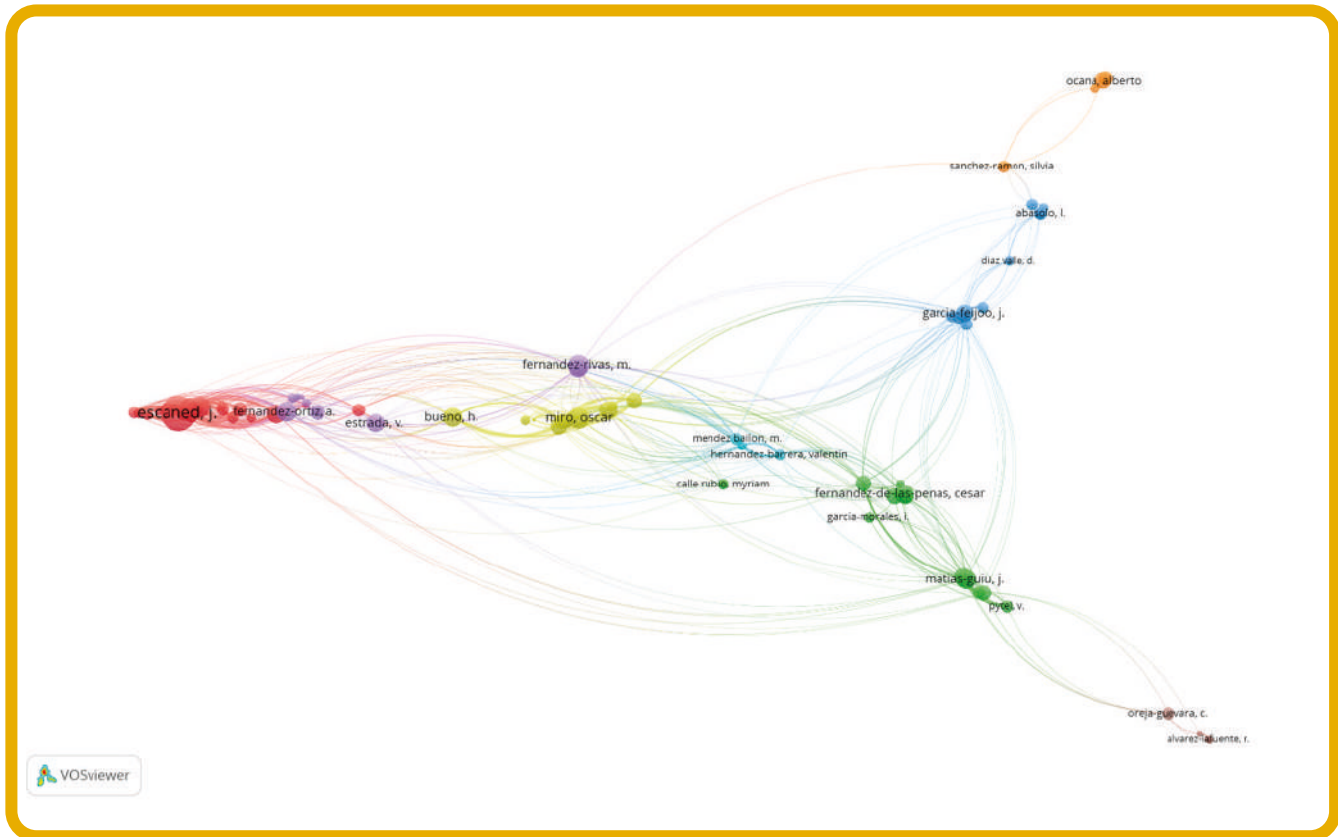 ocana, alberto
sanchez-ramon, silvia
abasolo, l.
diaz valle, d.
garcia-feijoo, j.
fernandez-rivas, m.
escaned, j.
fernandez-ortiz, a.
estrada, v.
bueno, h.
miro, oscar
mendez bailon, m.
hernandez-barrera, valentin
calle rubio, myriam
fernandez-de-las-penas, cesar
garcia-morales, i.
matias-guiu, j.
pytel, v.
oreja-guevara, c.
alvarez-lafuente, r.
VOSviewer